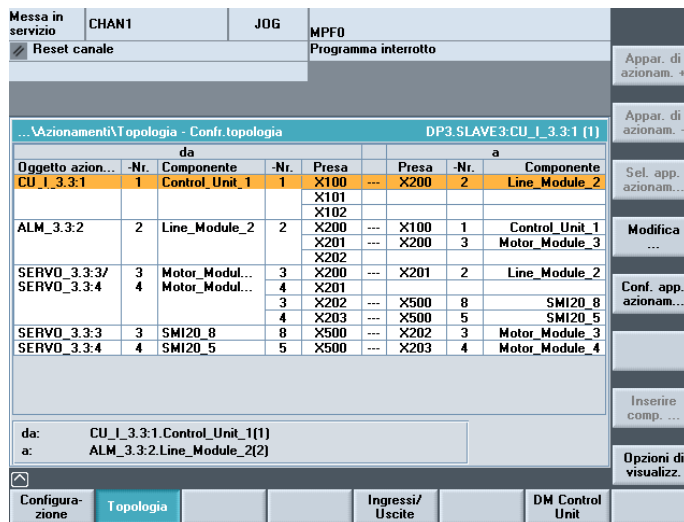 Messa in
servizio
CHAN1
JOG
MPF0
Reset canale
Programma interrotto
Appar. di
azionam. +
Appar. di
azionam. -
Sel. app.
azionam...
Modifica
...
Conf. app.
azionam...
Inserire
comp. ...
Opzioni di
visualizz.
...\Azionamenti\Topologia - Confr.topologia DP3.SLAVE3:CU_I_3.3:1 (1)
da a
Oggetto azion... -Nr. Componente -Nr. Presa Presa -Nr. Componente
CU_I_3.3:1 1 Control_Unit_1 1 X100 --- X200 2 Line_Module_2
X101
X102
ALM_3.3:2 2 Line_Module_2 2 X200 --- X100 1 Control_Unit_1
X201 --- X200 3 Motor_Module_3
X202
SERVO_3.3:3/ 3 Motor_Modul... 3 X200 --- X201 2 Line_Module_2
SERVO_3.3:4 4 Motor_Modul... 4 X201
3 X202 --- X500 8 SMI20_8
4 X203 --- X500 5 SMI20_5
SERVO_3.3:3 3 SMI20_8 8 X500 --- X202 3 Motor_Module_3
SERVO_3.3:4 4 SMI20_5 5 X500 --- X203 4 Motor_Module_4
da: CU_I_3.3:1.Control_Unit_1(1)
a: ALM_3.3:2.Line_Module_2(2)
Configura-
zione
Topologia
Ingressi/
Uscite
DM Control
Unit